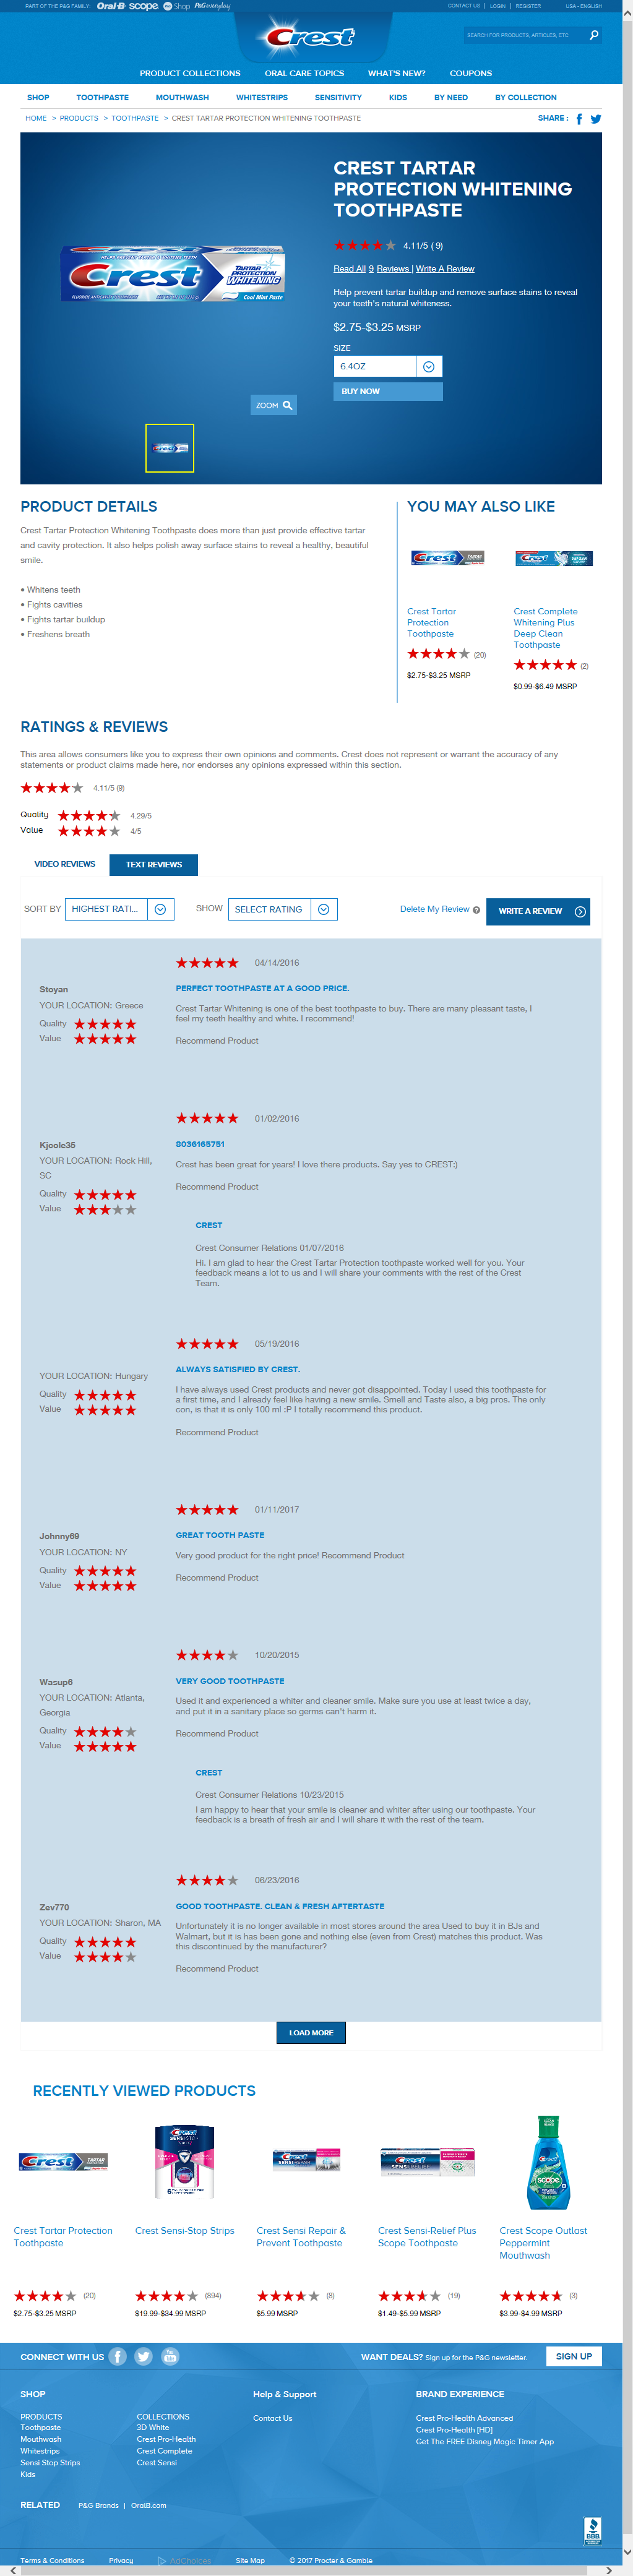 PART OF THE P&G FAMILY: Oral-B scope Shop P&G everyday CONTACT US | LOGIN | REGISTER USA - ENGLISH
Crest
SEARCH FOR PRODUCTS, ARTICLES, ETC
PRODUCT COLLECTIONS ORAL CARE TOPICS WHAT'S NEW? COUPONS
SHOP TOOTHPASTE MOUTHWASH WHITESTRIPS SENSITIVITY KIDS BY NEED BY COLLECTION
HOME > PRODUCTS > TOOTHPASTE > CREST TARTAR PROTECTION WHITENING TOOTHPASTE SHARE :
CREST TARTAR
PROTECTION WHITENING
TOOTHPASTE
4.11/5 ( 9)
Read All 9 Reviews | Write A Review
Help prevent tartar buildup and remove surface stains to reveal
your teeth's natural whiteness.
$2.75-$3.25 MSRP
SIZE
6.4OZ
BUY NOW
Crest
TARTAR
PROTECTION
WHITENING
Cool Mint Paste
ZOOM
PRODUCT DETAILS
Crest Tartar Protection Whitening Toothpaste does more than just provide effective tartar
and cavity protection. It also helps polish away surface stains to reveal a healthy, beautiful
smile.
• Whitens teeth
• Fights cavities
• Fights tartar buildup
• Freshens breath
YOU MAY ALSO LIKE
Crest Tartar
Protection
Toothpaste
(20)
$2.75-$3.25 MSRP
Crest Complete
Whitening Plus
Deep Clean
Toothpaste
(2)
$0.99-$6.49 MSRP
RATINGS & REVIEWS
This area allows consumers like you to express their own opinions and comments. Crest does not represent or warrant the accuracy of any
statements or product claims made here, nor endorses any opinions expressed within this section.
4.11/5 (9)
Quality 4.29/5
Value 4/5
VIDEO REVIEWS TEXT REVIEWS
SORT BY HIGHEST RATI... SHOW SELECT RATING Delete My Review WRITE A REVIEW
04/14/2016
Stoyan
YOUR LOCATION: Greece
Quality
Value
PERFECT TOOTHPASTE AT A GOOD PRICE.
Crest Tartar Whitening is one of the best toothpaste to buy. There are many pleasant taste, I
feel my teeth healthy and white. I recommend!
Recommend Product
01/02/2016
Kjcole35
YOUR LOCATION: Rock Hill,
SC
Quality
Value
8036165751
Crest has been great for years! I love there products. Say yes to CREST:)
Recommend Product
CREST
Crest Consumer Relations 01/07/2016
Hi. I am glad to hear the Crest Tartar Protection toothpaste worked well for you. Your
feedback means a lot to us and I will share your comments with the rest of the Crest
Team.
05/19/2016
YOUR LOCATION: Hungary
Quality
Value
ALWAYS SATISFIED BY CREST.
I have always used Crest products and never got disappointed. Today I used this toothpaste for
a first time, and I already feel like having a new smile. Smell and Taste also, a big pros. The only
con, is that it is only 100 ml :P I totally recommend this product.
Recommend Product
01/11/2017
Johnny69
YOUR LOCATION: NY
Quality
Value
GREAT TOOTH PASTE
Very good product for the right price! Recommend Product
Recommend Product
10/20/2015
Wasup6
YOUR LOCATION: Atlanta,
Georgia
Quality
Value
VERY GOOD TOOTHPASTE
Used it and experienced a whiter and cleaner smile. Make sure you use at least twice a day,
and put it in a sanitary place so germs can't harm it.
Recommend Product
CREST
Crest Consumer Relations 10/23/2015
I am happy to hear that your smile is cleaner and whiter after using our toothpaste. Your
feedback is a breath of fresh air and I will share it with the rest of the team.
06/23/2016
Zev770
YOUR LOCATION: Sharon, MA
Quality
Value
GOOD TOOTHPASTE. CLEAN & FRESH AFTERTASTE
Unfortunately it is no longer available in most stores around the area Used to buy it in BJs and
Walmart, but it is has been gone and nothing else (even from Crest) matches this product. Was
this discontinued by the manufacturer?
Recommend Product
LOAD MORE
RECENTLY VIEWED PRODUCTS
Crest Tartar Protection
Toothpaste
(20)
$2.75-$3.25 MSRP
Crest Sensi-Stop Strips
(894)
$19.99-$34.99 MSRP
Crest Sensi Repair &
Prevent Toothpaste
(8)
$5.99 MSRP
Crest Sensi-Relief Plus
Scope Toothpaste
(19)
$1.49-$5.99 MSRP
Crest Scope Outlast
Peppermint
Mouthwash
(3)
$3.99-$4.99 MSRP
CONNECT WITH US WANT DEALS? Sign up for the P&G newsletter. SIGN UP
SHOP
PRODUCTS
Toothpaste
Mouthwash
Whitestrips
Sensi Stop Strips
Kids
COLLECTIONS
3D White
Crest Pro-Health
Crest Complete
Crest Sensi
Help & Support
Contact Us
BRAND EXPERIENCE
Crest Pro-Health Advanced
Crest Pro-Health [HD]
Get The FREE Disney Magic Timer App
RELATED P&G Brands | OralB.com
BBB
Terms & Conditions Privacy AdChoices Site Map © 2017 Procter & Gamble